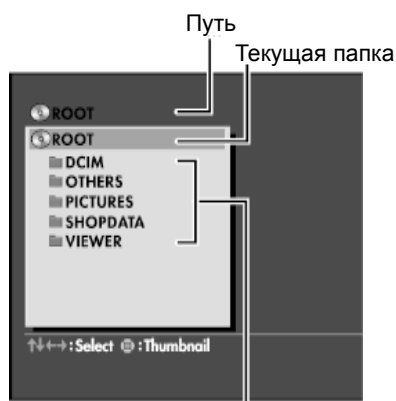 Путь
Текущая папка
ROOT
ROOT
DCIM
OTHERS
PICTURES
SHOPDATA
VIEWER
:Select :Thumbnail